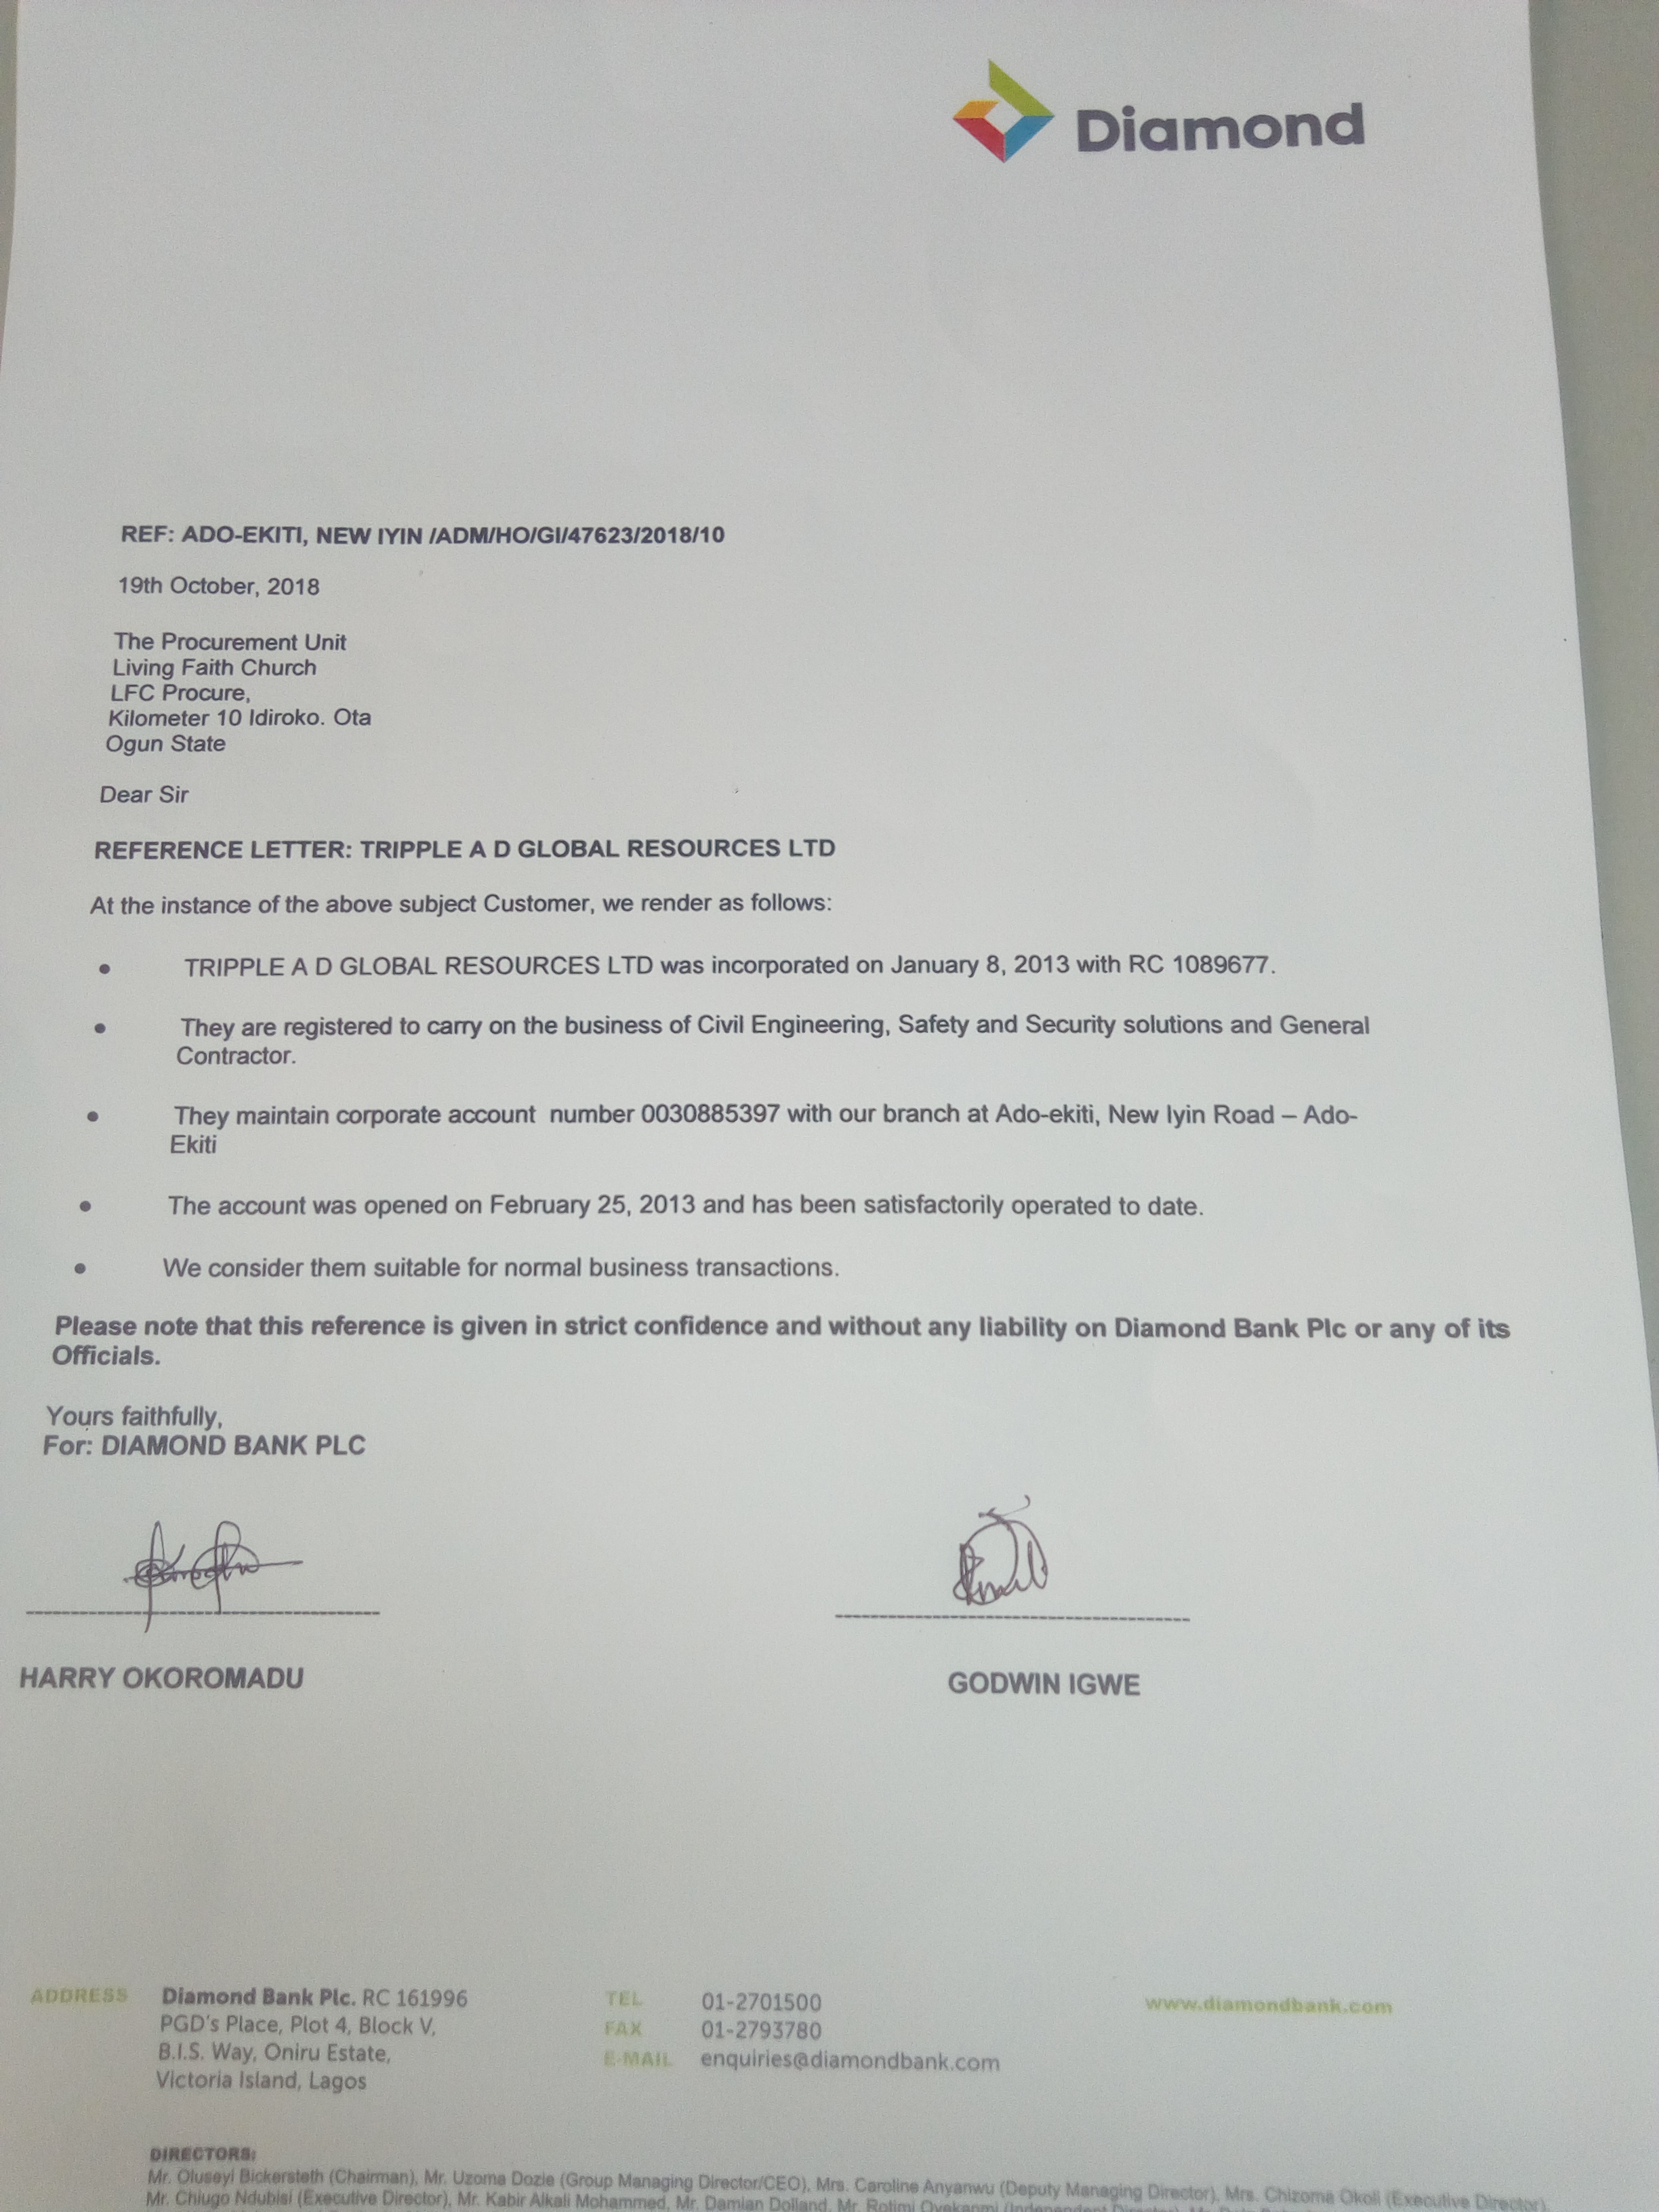 Diamond
REF: ADO-EKITI, NEW IYIN /ADM/HO/GI/47623/2018/10
19th October, 2018
The Procurement Unit
Living Faith Church
LFC Procure,
Kilometer 10 Idiroko. Ota
Ogun State
Dear Sir
REFERENCE LETTER: TRIPPLE A D GLOBAL RESOURCES LTD
At the instance of the above subject Customer, we render as follows:
• TRIPPLE A D GLOBAL RESOURCES LTD was incorporated on January 8, 2013 with RC 1089677.
• They are registered to carry on the business of Civil Engineering, Safety and Security solutions and General
Contractor.
• They maintain corporate account number 0030885397 with our branch at Ado-ekiti, New Iyin Road – Ado-
Ekiti
• The account was opened on February 25, 2013 and has been satisfactorily operated to date.
• We consider them suitable for normal business transactions.
Please note that this reference is given in strict confidence and without any liability on Diamond Bank Plc or any of its
Officials.
Yours faithfully,
For: DIAMOND BANK PLC
HARRY OKOROMADU GODWIN IGWE
ADDRESS Diamond Bank Plc. RC 161996 TEL 01-2701500 www.diamondbank.com
PGD's Place, Plot 4, Block V, FAX 01-2793780
B.I.S. Way, Oniru Estate, E-MAIL enquiries@diamondbank.com
Victoria Island, Lagos
DIRECTORS:
Mr. Oluseyi Bickersteth (Chairman), Mr. Uzoma Dozie (Group Managing Director/CEO), Mrs. Caroline Anyanwu (Deputy Managing Director), Mrs. Chizoma Okoli (Executive Director),
Mr. Chiugo Ndubisi (Executive Director), Mr. Kabir Alkali Mohammed, Mr. Damian Dolland, Mr. Rotimi Oyekanmi (Independent